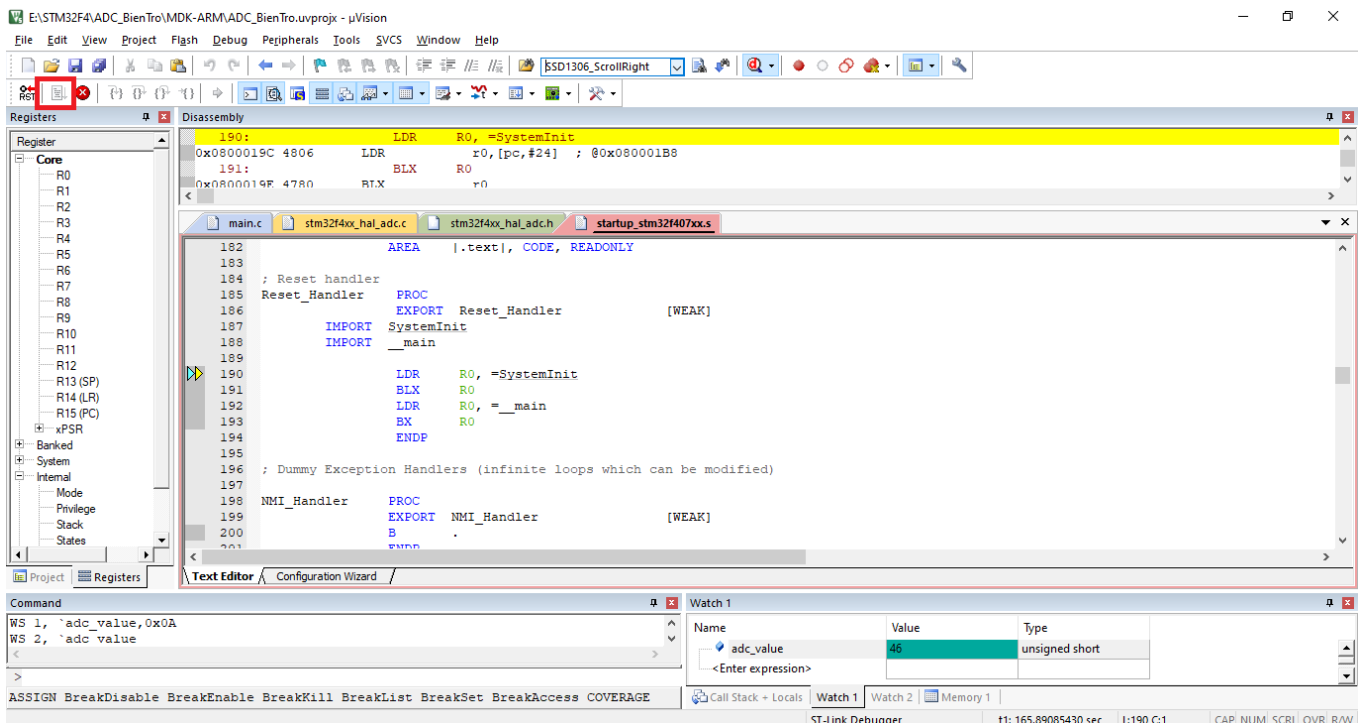 E:\STM32F4\ADC_BienTro\MDK-ARM\ADC_BienTro.uvprojx - µVision
File Edit View Project Flash Debug Peripherals Tools SVCS Window Help
SSD1306_ScrollRight
RST
Registers
Disassembly
Register
Core
R0
R1
R2
R3
R4
R5
R6
R7
R8
R9
R10
R11
R12
R13 (SP)
R14 (LR)
R15 (PC)
xPSR
Banked
System
Internal
Mode
Privilege
Stack
States
Project Registers
190: LDR R0, =SystemInit
0x0800019C 4806 LDR r0,[pc,#24] ; @0x080001B8
191: BLX R0
0x0800019E 4780 BLX r0
main.c stm32f4xx_hal_adc.c stm32f4xx_hal_adc.h startup_stm32f407xx.s
182 AREA |.text|, CODE, READONLY
183
184 ; Reset handler
185 Reset_Handler PROC
186 EXPORT Reset_Handler [WEAK]
187 IMPORT SystemInit
188 IMPORT __main
189
190 LDR R0, =SystemInit
191 BLX R0
192 LDR R0, =__main
193 BX R0
194 ENDP
195
196 ; Dummy Exception Handlers (infinite loops which can be modified)
197
198 NMI_Handler PROC
199 EXPORT NMI_Handler [WEAK]
200 B .
201 ENDP
Text Editor Configuration Wizard
Command
WS 1, `adc_value,0x0A
WS 2, `adc value
>
ASSIGN BreakDisable BreakEnable BreakKill BreakList BreakSet BreakAccess COVERAGE
Watch 1
Name Value Type
adc_value 46 unsigned short
<Enter expression>
Call Stack + Locals Watch 1 Watch 2 Memory 1
ST-Link Debugger t1: 165.89085430 sec L:190 C:1 CAP NUM SCRL OVR R/W